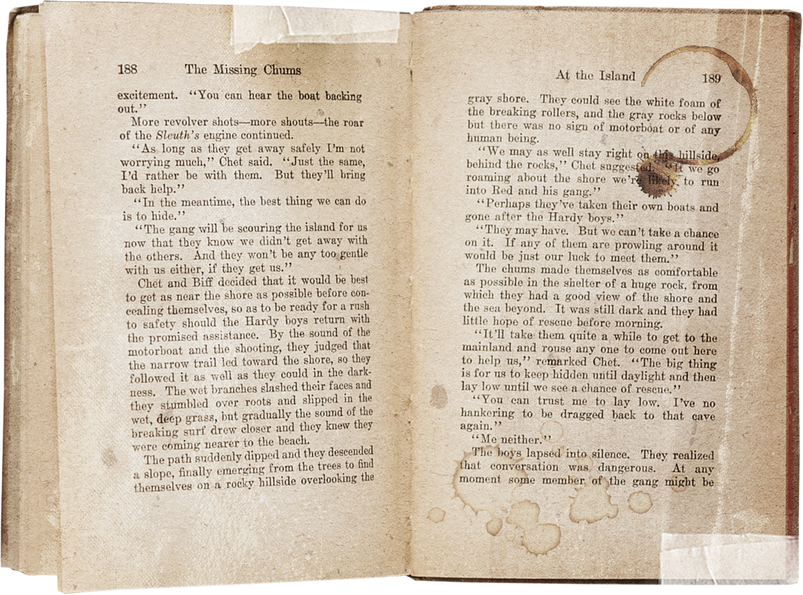 188 The Missing Chums
excitement. "You can hear the boat backing
out."
More revolver shots—more shouts—the roar
of the Sleuth's engine continued.
"As long as they get away safely I'm not
worrying much," Chet said. "Just the same,
I'd rather be with them. But they'll bring
back help."
"In the meantime, the best thing we can do
is to hide."
"The gang will be scouring the island for us
now that they know we didn't get away with
the others. And they won't be any too gentle
with us either, if they get us."
Chet and Biff decided that it would be best
to get as near the shore as possible before con-
cealing themselves, so as to be ready for a rush
to safety should the Hardy boys return with
the promised assistance. By the sound of the
motorboat and the shooting, they judged that
the narrow trail led toward the shore, so they
followed it as well as they could in the dark-
ness. The wet branches slashed their faces and
they stumbled over roots and slipped in the
wet, deep grass, but gradually the sound of the
breaking surf drew closer and they knew they
were coming nearer to the beach.
The path suddenly dipped and they descended
a slope, finally emerging from the trees to find
themselves on a rocky hillside overlooking the
At the Island 189
gray shore. They could see the white foam of
the breaking rollers, and the gray rocks below
but there was no sign of motorboat or of any
human being.
"We may as well stay right on this hillside,
behind the rocks," Chet suggested. "If we go
roaming about the shore we're likely to run
into Red and his gang."
"Perhaps they've taken their own boats and
gone after the Hardy boys."
"They may have. But we can't take a chance
on it. If any of them are prowling around it
would be just our luck to meet them."
The chums made themselves as comfortable
as possible in the shelter of a huge rock, from
which they had a good view of the shore and
the sea beyond. It was still dark and they had
little hope of rescue before morning.
"It'll take them quite a while to get to the
mainland and rouse any one to come out here
to help us," remarked Chet. "The big thing
is for us to keep hidden until daylight and then
lay low until we see a chance of rescue."
"You can trust me to lay low. I've no
hankering to be dragged back to that cave
again."
"Me neither."
The boys lapsed into silence. They realized
that conversation was dangerous. At any
moment some member of the gang might be